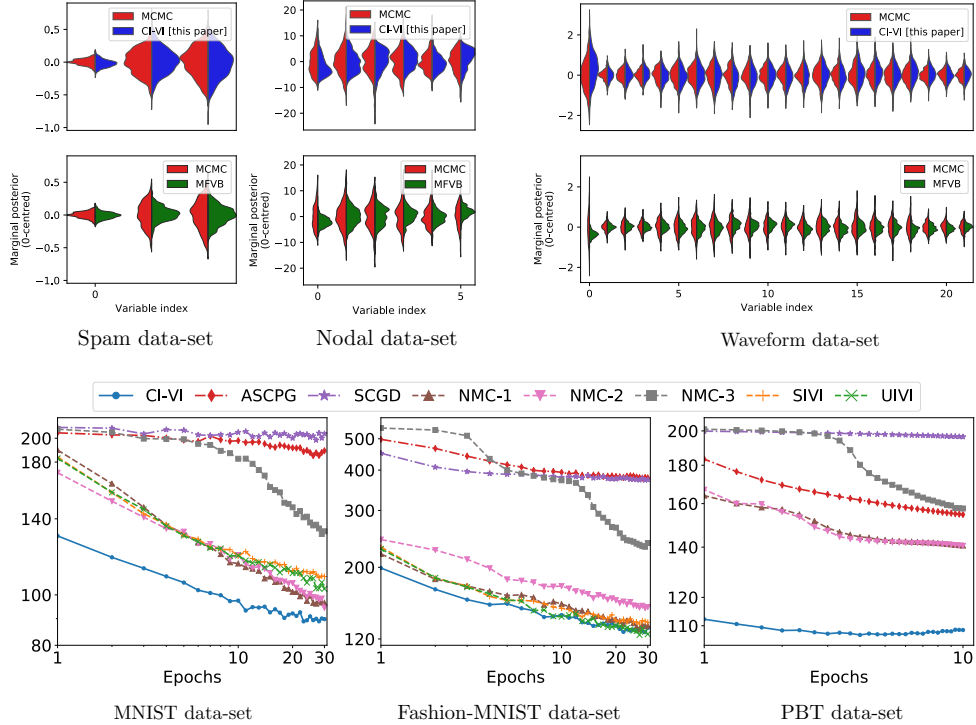 MCMC
CI-VI [this paper]
0.5
0.0
−0.5
−1.0
MCMC
CI-VI [this paper]
20
10
0
−10
−20
MCMC
CI-VI [this paper]
2
0
−2
Marginal posterior
(0-centred)
MCMC
MFVB
0.5
0.0
−0.5
−1.0
0
Variable index
Spam data-set
Marginal posterior
(0-centred)
MCMC
MFVB
20
10
0
−10
−20
0 5
Variable index
Nodal data-set
Marginal posterior
(0-centred)
MCMC
MFVB
2
0
−2
0 5 10 15 20
Variable index
Waveform data-set
CI-VI ASCPG SCGD NMC-1 NMC-2 NMC-3 SIVI UIVI
200
180
140
100
80
1 10 20 30
Epochs
MNIST data-set
500
400
300
200
120
1 10 20 30
Epochs
Fashion-MNIST data-set
200
160
140
120
110
1 10
Epochs
PBT data-set